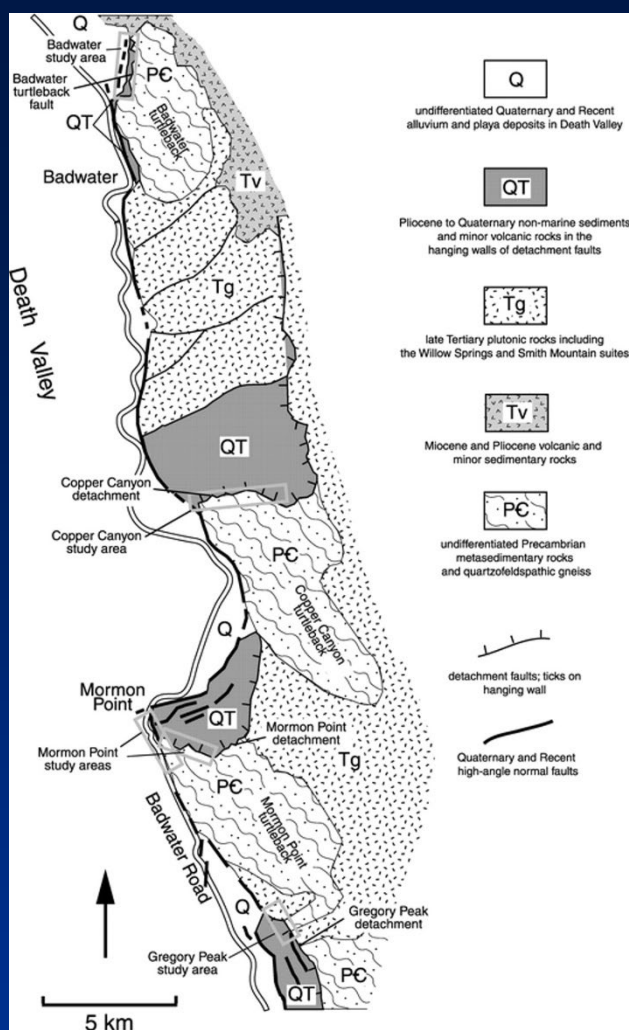 Q
Badwater
study area
Badwater
turtleback
fault
PЄ
Badwater
turtleback
QT
Badwater
Tv
Death Valley
Tg
QT
Copper Canyon
detachment
Copper Canyon
study area
PЄ
Copper Canyon
turtleback
Q
Mormon
Point
QT
Mormon Point
detachment
Mormon Point
study areas
Tg
PЄ
Mormon Point
turtleback
Badwater Road
Q
Gregory Peak
detachment
Gregory Peak
study area
PЄ
QT
5 km
Q
undifferentiated Quaternary and Recent
alluvium and playa deposits in Death Valley
QT
Pliocene to Quaternary non-marine sediments
and minor volcanic rocks in the
hanging walls of detachment faults
Tg
late Tertiary plutonic rocks including
the Willow Springs and Smith Mountain suites
Tv
Miocene and Pliocene volcanic and
minor sedimentary rocks
PЄ
undifferentiated Precambrian
metasedimentary rocks
and quartzofeldspathic gneiss
detachment faults; ticks on
hanging wall
Quaternary and Recent
high-angle normal faults